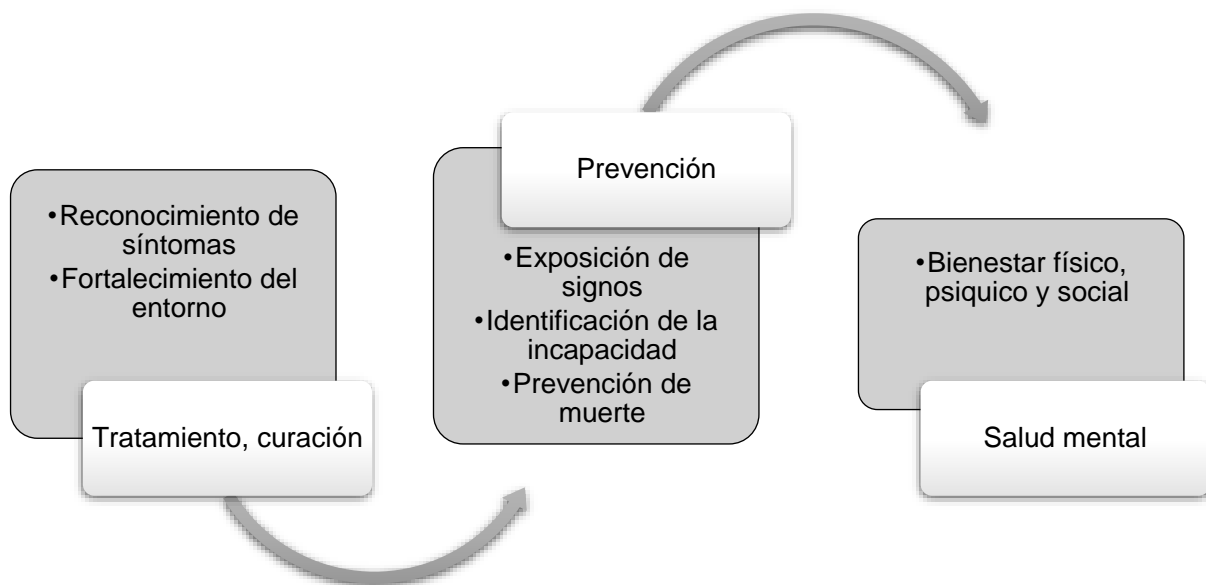 •Reconocimiento de
síntomas
•Fortalecimiento del
entorno
Tratamiento, curación
Prevención
•Exposición de
signos
•Identificación de la
incapacidad
•Prevención de
muerte
•Bienestar físico,
psiquico y social
Salud mental